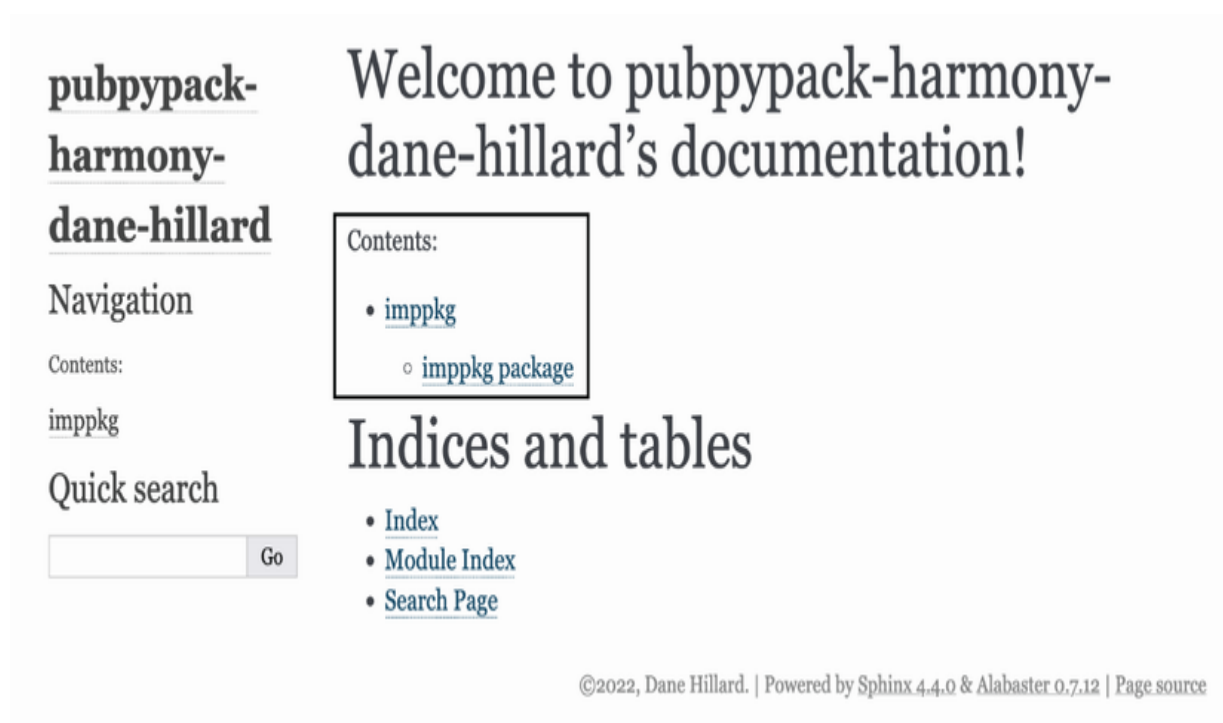 pubpypack-
harmony-
dane-hillard
Navigation
Contents:
imppkg
Quick search
Go
Welcome to pubpypack-harmony-
dane-hillard’s documentation!
Contents:
imppkg
imppkg package
Indices and tables
Index
Module Index
Search Page
©2022, Dane Hillard. | Powered by Sphinx 4.4.0 & Alabaster 0.7.12 | Page source